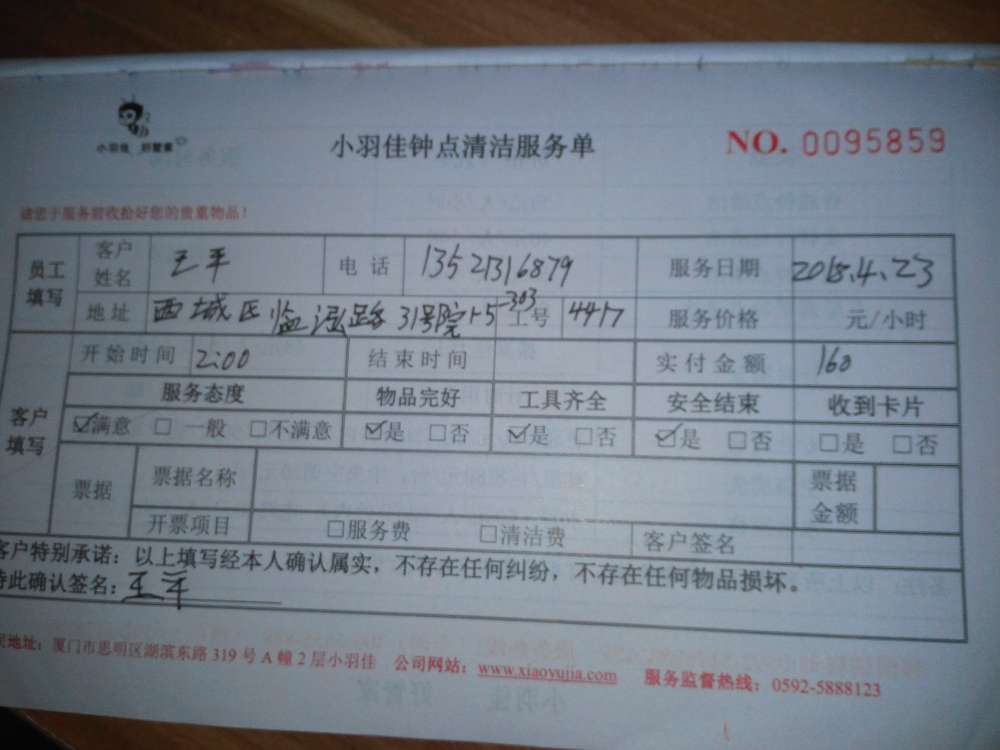 小羽佳 好管家
小羽佳钟点清洁服务单
NO. 0095859
请您于服务前收拾好您的贵重物品!
员工填写 客户姓名 王平 电话 13521316879 服务日期 2018.4.23
地址 西城区 31号院 303 工号 4417 服务价格 元/小时
客户填写 开始时间 2:00 结束时间 实付金额 160
服务态度 物品完好 工具齐全 安全结束 收到卡片
☑满意 □一般 □不满意 ☑是 □否 ☑是 □否 ☑是 □否 □是 □否
票据 票据名称 票据金额
开票项目 □服务费 □清洁费 客户签名
客户特别承诺:以上填写经本人确认属实,不存在任何纠纷,不存在任何物品损坏。
特此确认签名:王平
地址:厦门市思明区湖滨东路 319 号 A 幢 2 层小羽佳 公司网站:www.xiaoyujia.com 服务监督热线:0592-5888123